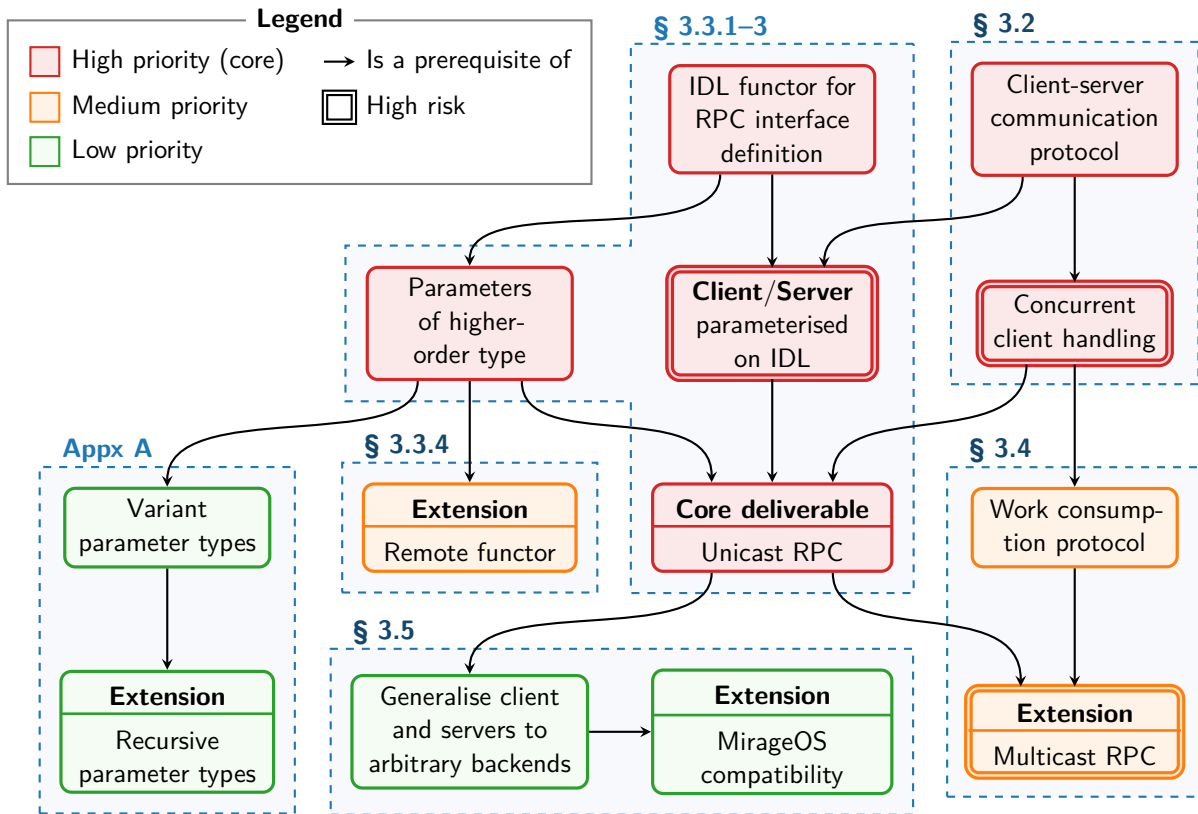 Legend
High priority (core)
Is a prerequisite of
Medium priority
High risk
Low priority
§ 3.3.1–3
IDL functor for
RPC interface
definition
§ 3.2
Client-server
communication
protocol
Parameters
of higher-
order type
Client/Server
parameterised
on IDL
Concurrent
client handling
Appx A
Variant
parameter types
§ 3.3.4
Extension
Remote functor
Core deliverable
Unicast RPC
§ 3.4
Work consump-
tion protocol
Extension
Recursive
parameter types
§ 3.5
Generalise client
and servers to
arbitrary backends
Extension
MirageOS
compatibility
Extension
Multicast RPC